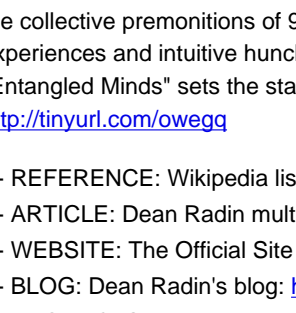 e collective premonitions of 9
xperiences and intuitive hunch
Entangled Minds" sets the sta
tp://tinyurl.com/owegq
- REFERENCE: Wikipedia lis
- ARTICLE: Dean Radin mult
- WEBSITE: The Official Site
- BLOG: Dean Radin's blog: h